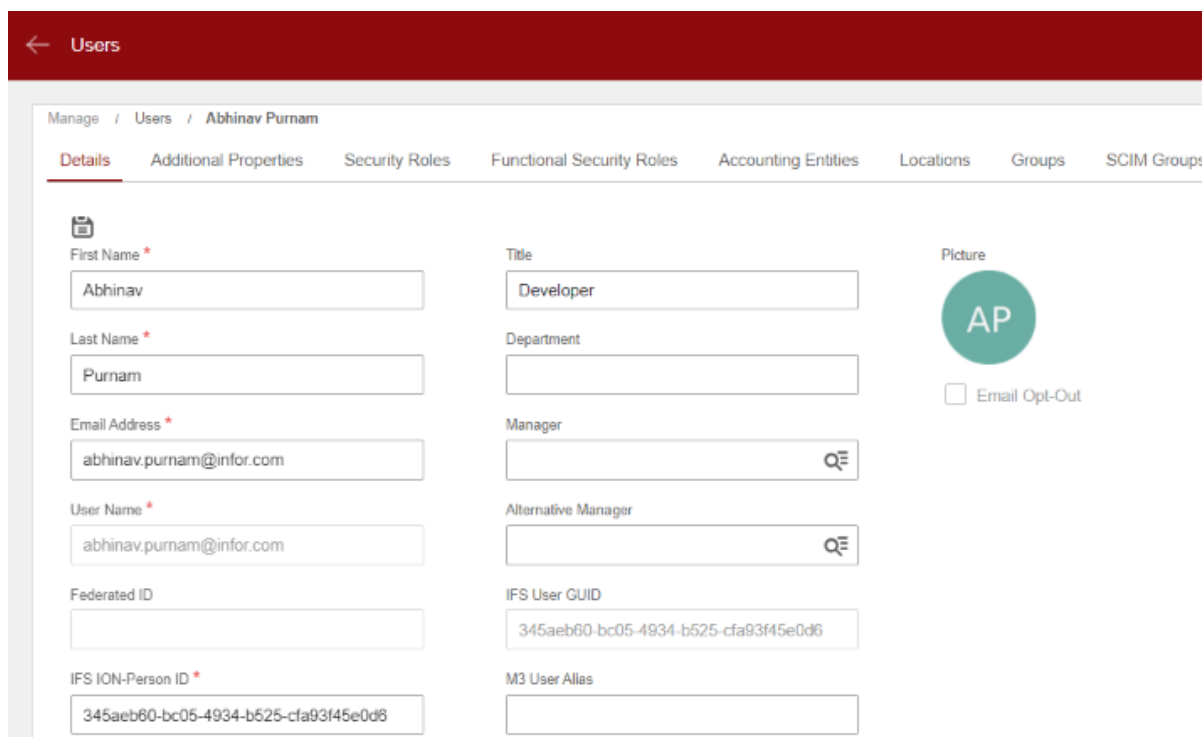 Users
Manage / Users / Abhinav Purnam
Details Additional Properties Security Roles Functional Security Roles Accounting Entities Locations Groups SCIM Groups
First Name *
Abhinav
Title
Developer
Picture
AP
Email Opt-Out
Last Name *
Purnam
Department
Email Address *
abhinav.purnam@infor.com
Manager
User Name *
abhinav.purnam@infor.com
Alternative Manager
Federated ID
IFS User GUID
345aeb60-bc05-4934-b525-cfa93f45e0d6
IFS ION-Person ID *
345aeb60-bc05-4934-b525-cfa93f45e0d6
M3 User Alias